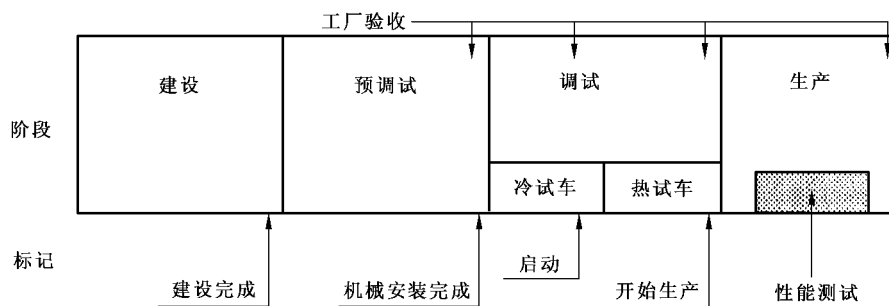 工厂验收
建设
预调试
调试
生产
阶段
冷试车
热试车
标记
启动
建设完成
机械安装完成
开始生产
性能测试